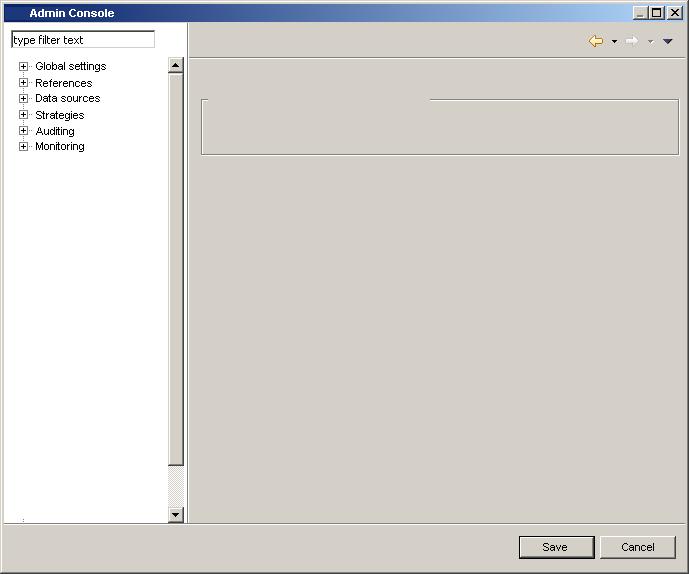 Admin Console
type filter text
Global settings
References
Data sources
Strategies
Auditing
Monitoring
Save
Cancel